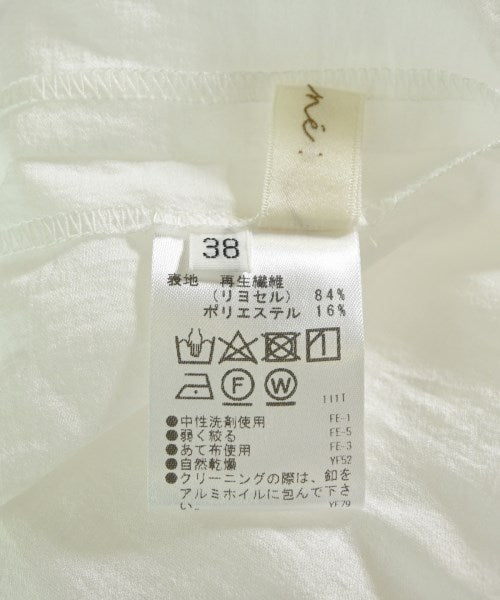 né:
38
表地 再生繊維
(リヨセル) 84%
ポリエステル 16%
F W
1111
●中性洗剤使用 FE-1
●弱く絞る FE-5
●あて布使用 FE-3
●自然乾燥 YF52
●クリーニングの際は、釦を
アルミホイルに包んで下さ
い。 YF79